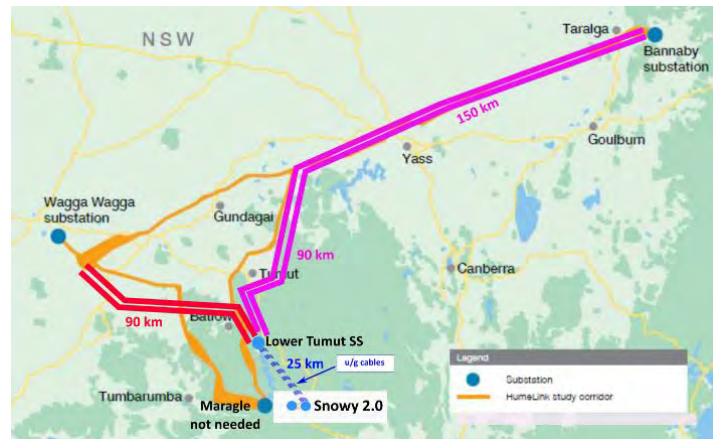 NSW
Taralga
Bannaby
substation
150 km
Goulburn
Yass
Wagga Wagga
substation
Gundagai
90 km
Tumut
Canberra
90 km
Batlow
Lower Tumut SS
25 km
u/g cables
Tumbarumba
Maragle
not needed
Snowy 2.0
Legend
Substation
HumeLink study corridor